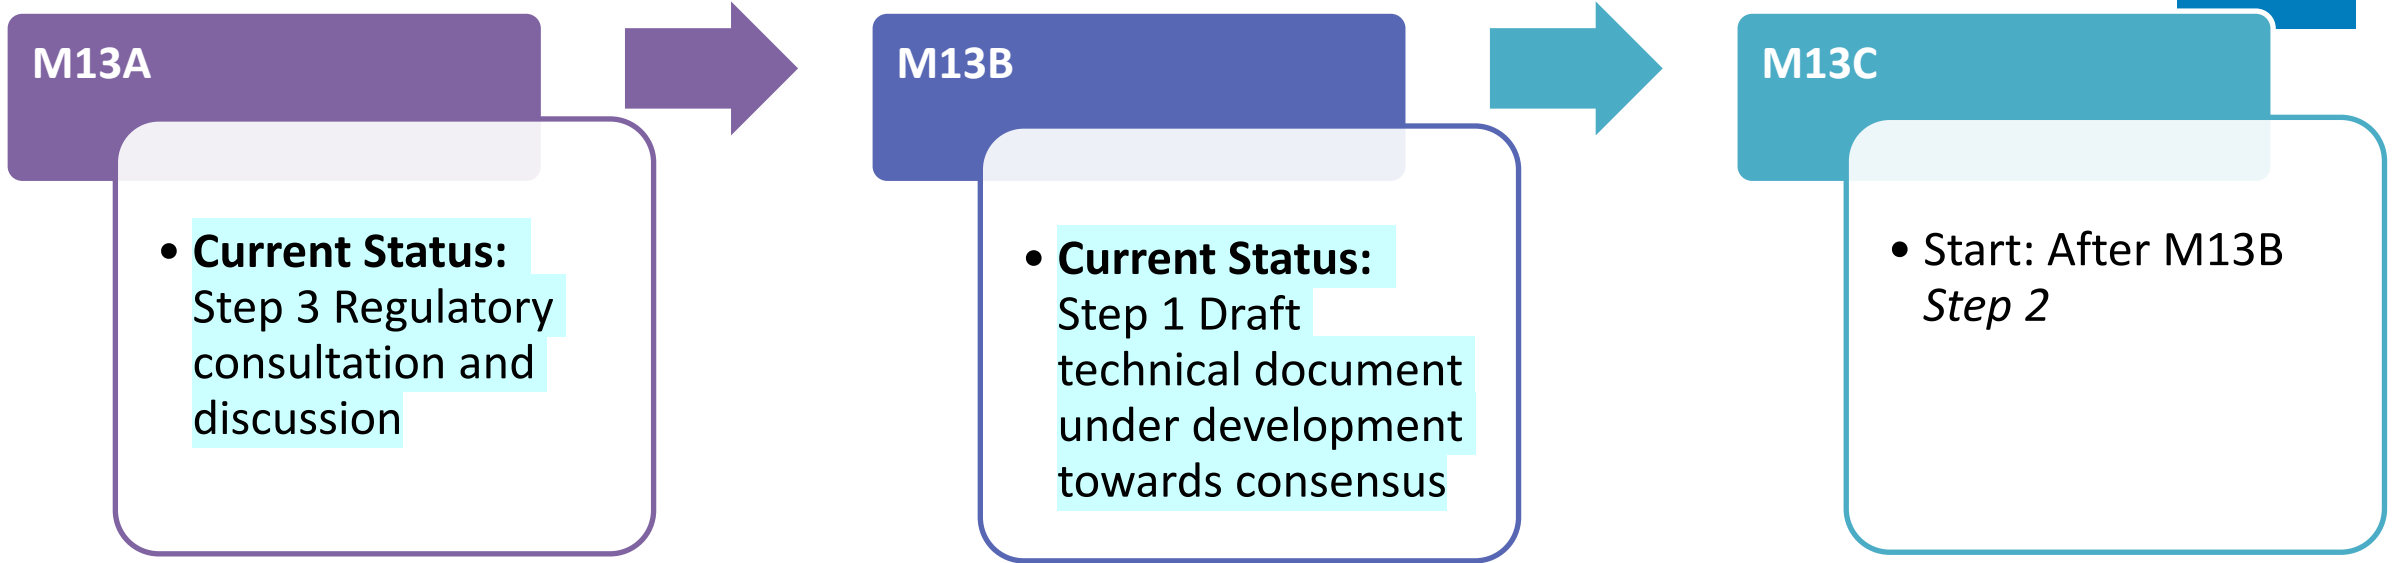 M13A
• Current Status:
Step 3 Regulatory
consultation and
discussion
M13B
• Current Status:
Step 1 Draft
technical document
under development
towards consensus
M13C
• Start: After M13B
Step 2